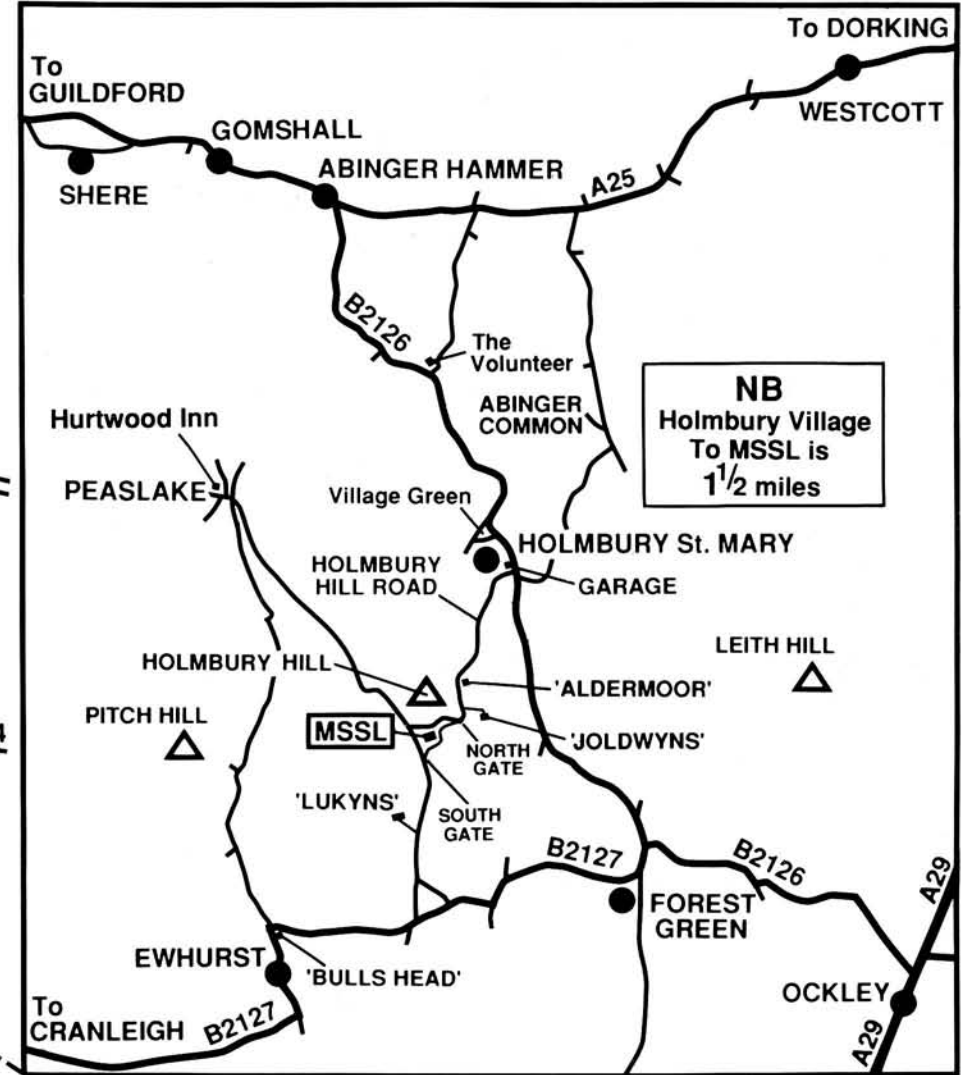 To DORKING
To
GUILDFORD
WESTCOTT
GOMSHALL
ABINGER HAMMER
SHERE
A25
B2126
The
Volunteer
NB
Holmbury Village
To MSSL is
1 1/2 miles
ABINGER
COMMON
Hurtwood Inn
PEASLAKE
Village Green
HOLMBURY St. MARY
HOLMBURY
HILL ROAD
GARAGE
LEITH HILL
HOLMBURY HILL
'ALDERMOOR'
PITCH HILL
MSSL
'JOLDWYNS'
NORTH
GATE
'LUKYNS'
SOUTH
GATE
B2127
B2126
A29
FOREST
GREEN
EWHURST
'BULLS HEAD'
OCKLEY
To
CRANLEIGH
B2127
A29
4